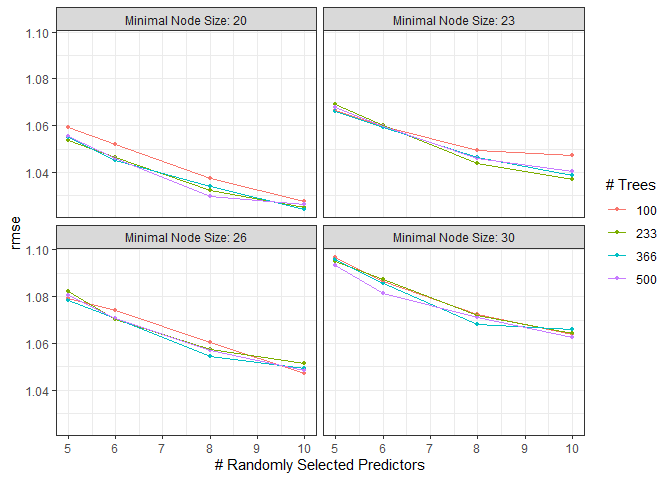 Minimal Node Size: 20
Minimal Node Size: 23
1.10
1.08
1.06
1.04
Minimal Node Size: 26
Minimal Node Size: 30
1.10
1.08
1.06
1.04
5 6 7 8 9 10
5 6 7 8 9 10
# Randomly Selected Predictors
rmse
# Trees
100
233
366
500